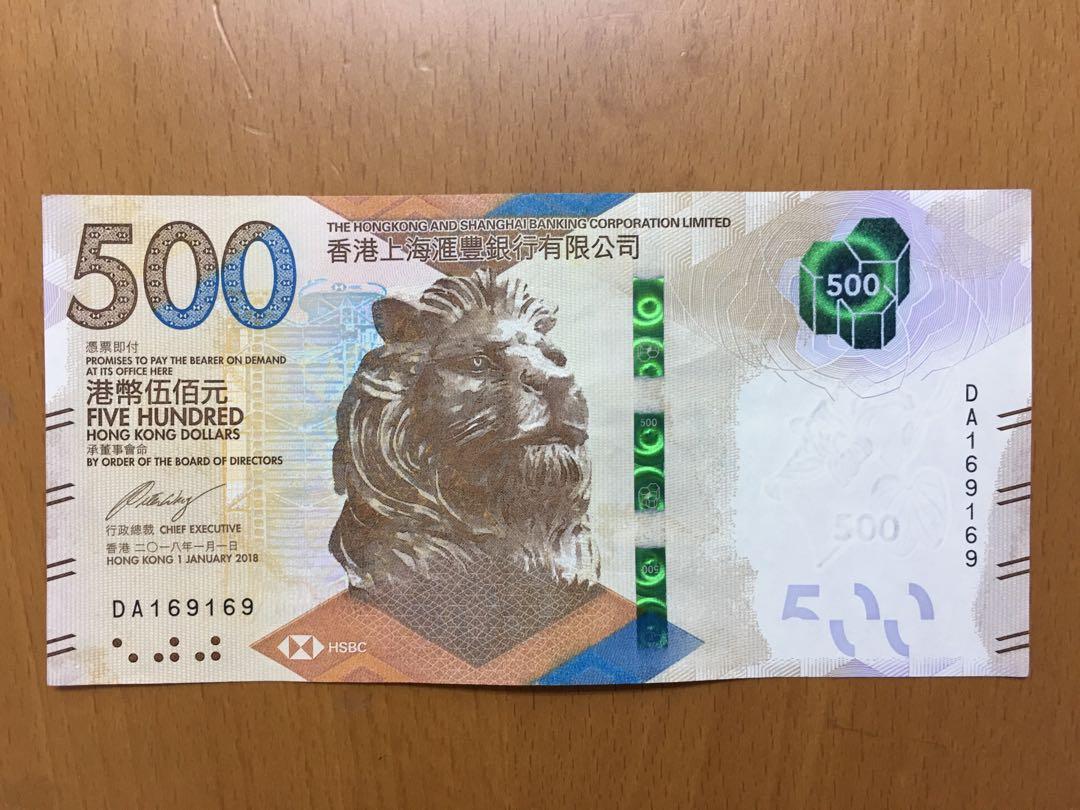 500
THE HONGKONG AND SHANGHAI BANKING CORPORATION LIMITED
香港上海滙豐銀行有限公司
憑票即付
PROMISES TO PAY THE BEARER ON DEMAND
AT ITS OFFICE HERE
港幣伍佰元
FIVE HUNDRED
HONG KONG DOLLARS
承董事會命
BY ORDER OF THE BOARD OF DIRECTORS
行政總裁 CHIEF EXECUTIVE
香港 二〇一八年一月一日
HONG KONG 1 JANUARY 2018
DA169169
HSBC
HSBC
500
500
500
DA169169
500
500